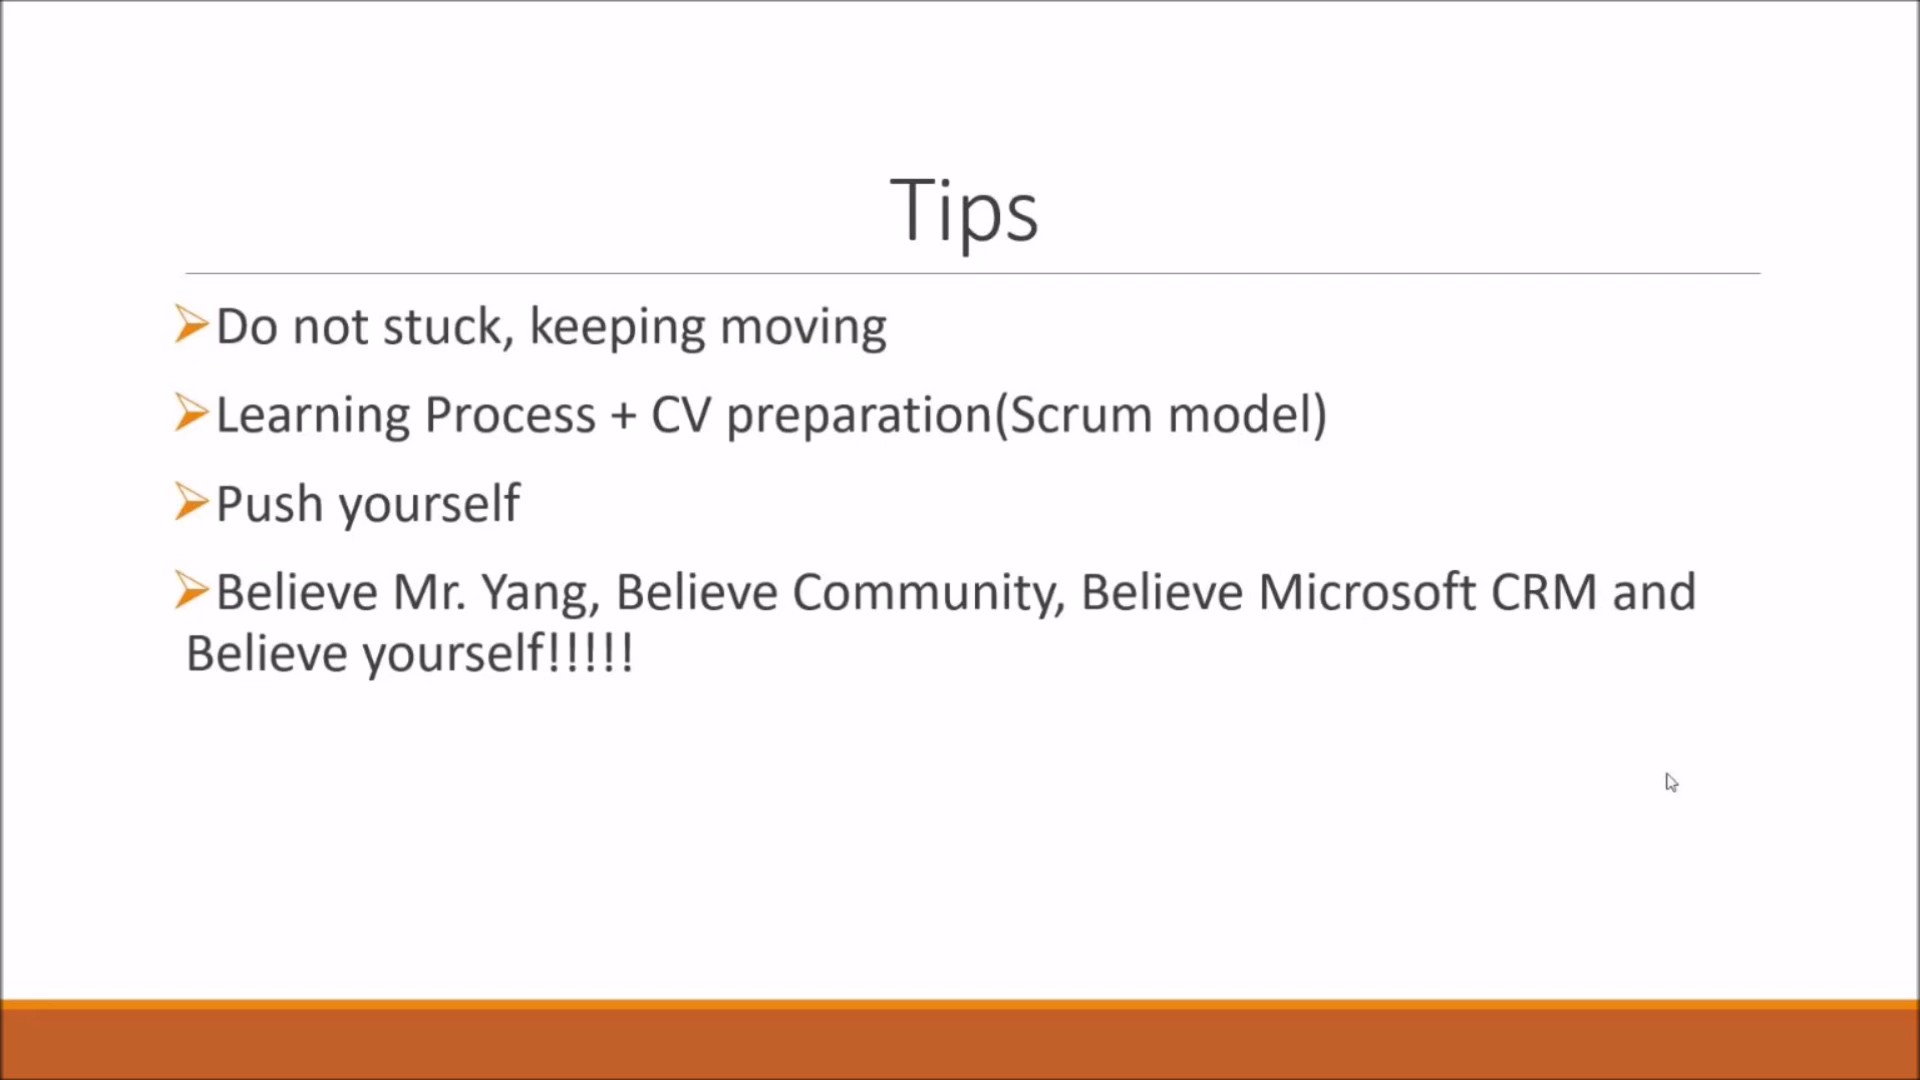 Tips
Do not stuck, keeping moving
Learning Process + CV preparation(Scrum model)
Push yourself
Believe Mr. Yang, Believe Community, Believe Microsoft CRM and
Believe yourself!!!!!